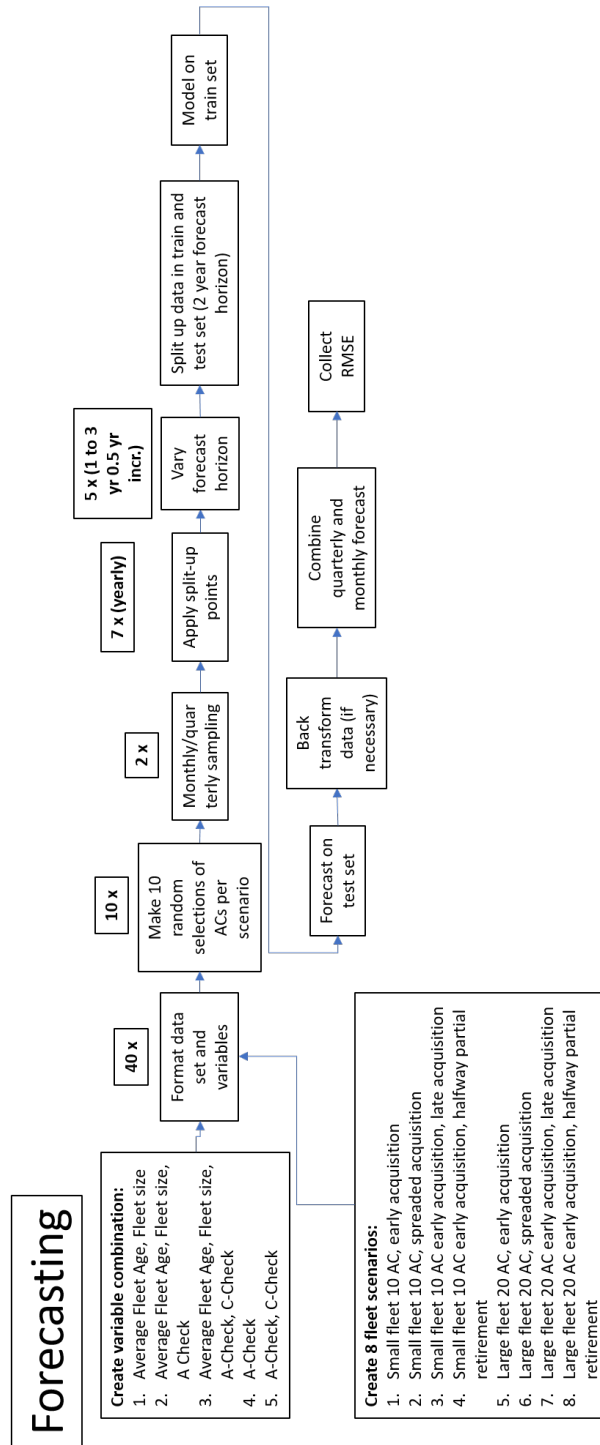 Forecasting
Create variable combination:
1. Average Fleet Age, Fleet size
2. Average Fleet Age, Fleet size,
A Check
3. Average Fleet Age, Fleet size,
A-Check, C-Check
4. A-Check
5. A-Check, C-Check
Create 8 fleet scenarios:
1. Small fleet 10 AC, early acquisition
2. Small fleet 10 AC, spreaded acquisition
3. Small fleet 10 AC early acquisition, late acquisition
4. Small fleet 10 AC early acquisition, halfway partial
retirement
5. Large fleet 20 AC, early acquisition
6. Large fleet 20 AC, spreaded acquisition
7. Large fleet 20 AC early acquisition, late acquisition
8. Large fleet 20 AC early acquisition, halfway partial
retirement
40 x
Format data
set and
variables
10 x
Make 10
random
selections of
ACs per
scenario
2 x
Monthly/quar
terly sampling
7 x (yearly)
Apply split-up
points
5 x (1 to 3
yr 0.5 yr
incr.)
Vary
forecast
horizon
Split up data in train and
test set (2 year forecast
horizon)
Model on
train set
Forecast on
test set
Back
transform
data (if
necessary)
Combine
quarterly and
monthly forecast
Collect
RMSE